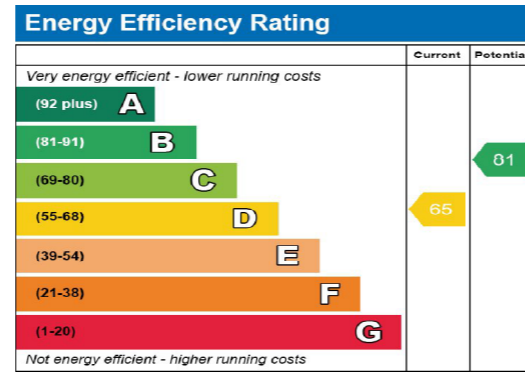 Energy Efficiency Rating
Current Potentia
Very energy efficient - lower running costs
(92 plus) A
(81-91) B
81
(69-80) C
(55-68) D
65
(39-54) E
(21-38) F
(1-20) G
Not energy efficient - higher running costs